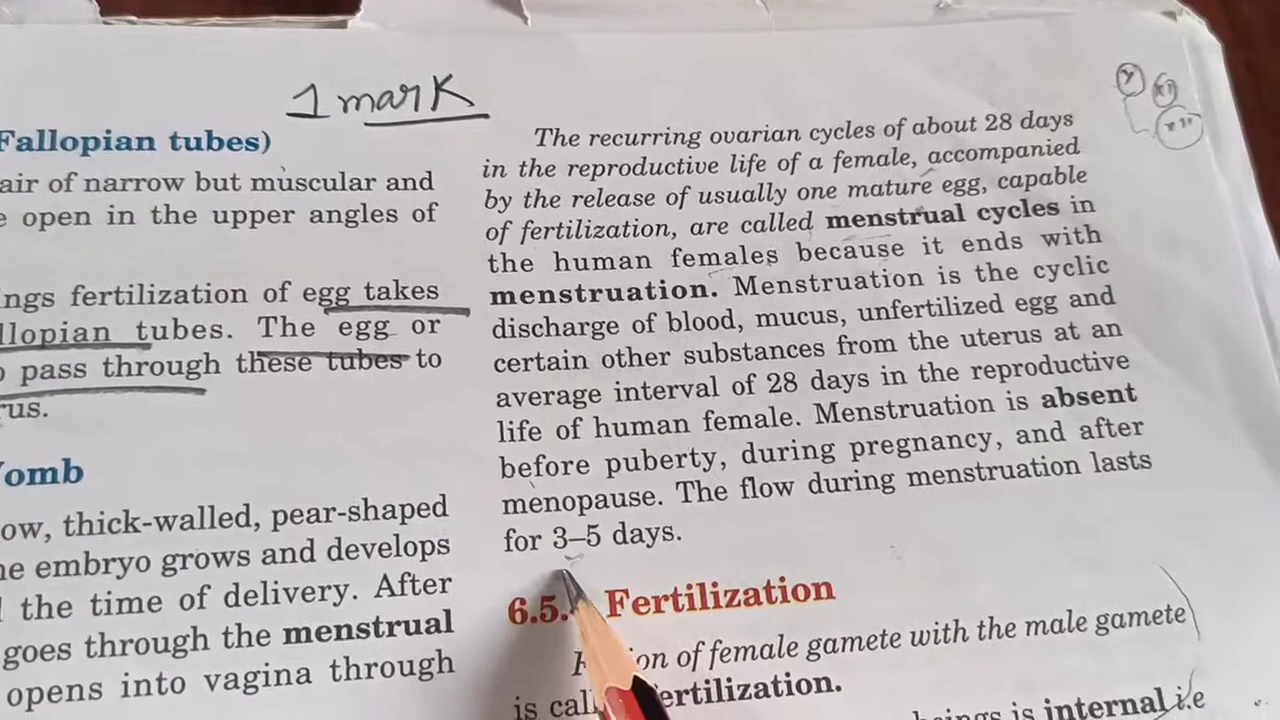 1 mark
Fallopian tubes)
air of narrow but muscular and
e open in the upper angles of
ngs fertilization of egg takes
llopian tubes. The egg or
o pass through these tubes to
rus.
omb
ow, thick-walled, pear-shaped
ne embryo grows and develops
the time of delivery. After
goes through the menstrual
opens into vagina through
The recurring ovarian cycles of about 28 days
in the reproductive life of a female, accompanied
by the release of usually one mature egg, capable
of fertilization, are called menstrual cycles in
the human females because it ends with
menstruation. Menstruation is the cyclic
discharge of blood, mucus, unfertilized egg and
certain other substances from the uterus at an
average interval of 28 days in the reproductive
life of human female. Menstruation is absent
before puberty, during pregnancy, and after
menopause. The flow during menstruation lasts
for 3–5 days.
6.5. Fertilization
on of female gamete with the male gamete
is call ertilization.
beings is internal i.e